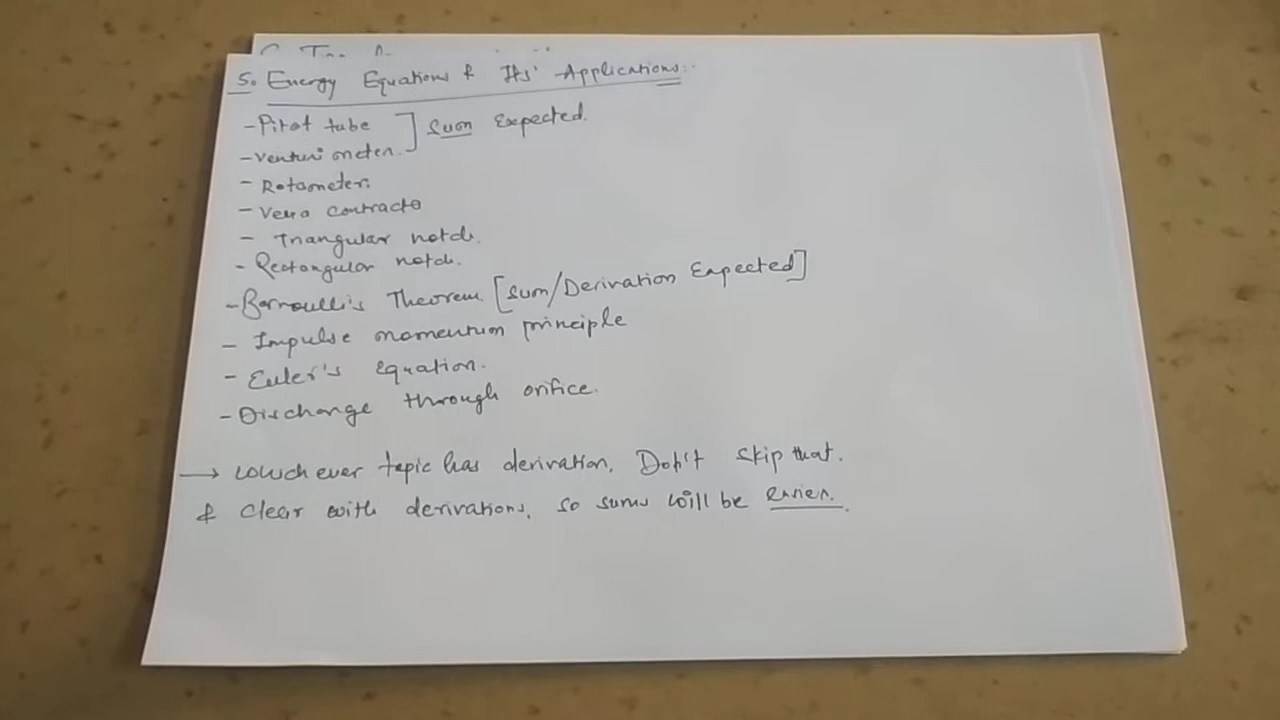 5. Energy Equations & Its' Applications:-
- Pitot tube ] Sum Expected.
- Venturi meter.
- Rotameter.
- Vena contracta
- Triangular notch.
- Rectangular notch.
- Bernoulli's Theorem [Sum/Derivation Expected]
- Impulse momentum principle
- Euler's equation.
- Discharge through orifice.
→ Whichever topic has derivation, Don't skip that.
& clear with derivations, so sums will be easier.